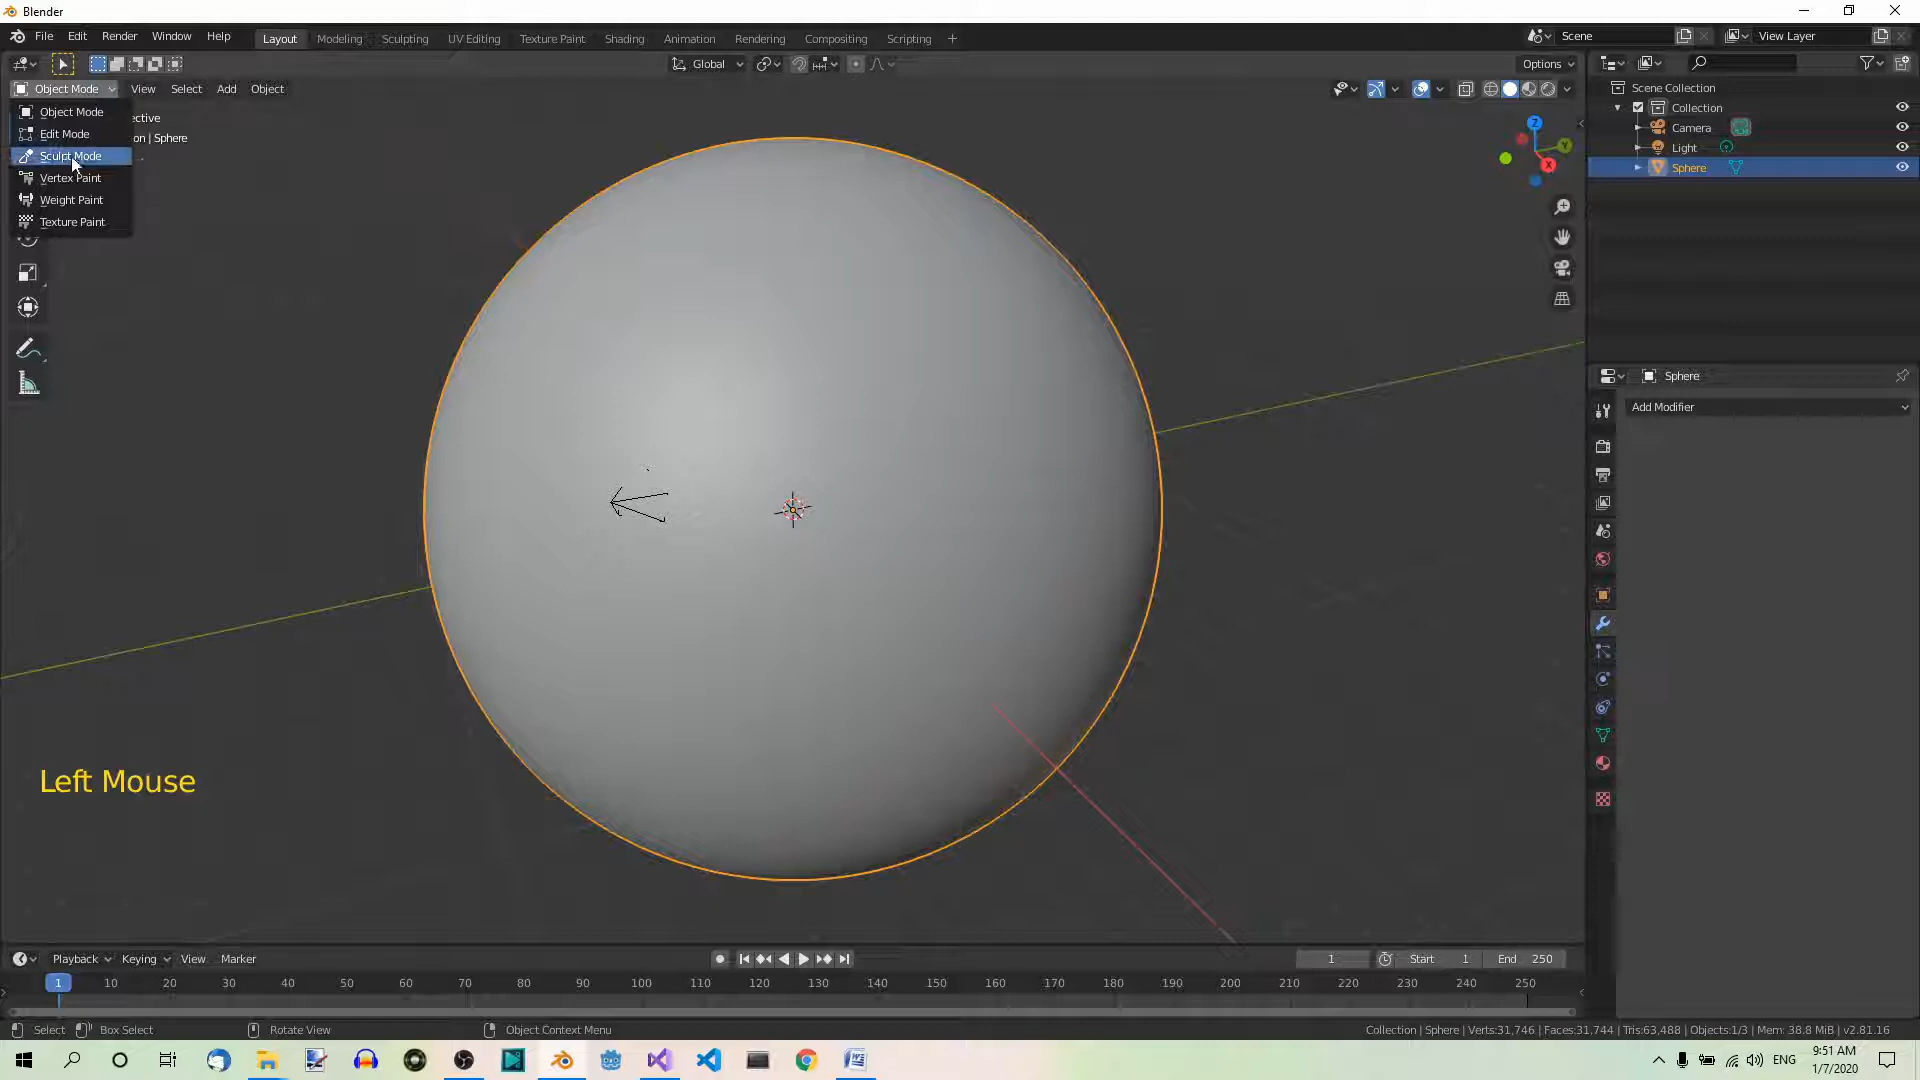 Blender
File Edit Render Window Help Layout Modeling Sculpting UV Editing Texture Paint Shading Animation Rendering Compositing Scripting + Scene View Layer
Global Options
Object Mode View Select Add Object
Object Mode
Edit Mode
Sculpt Mode
Vertex Paint
Weight Paint
Texture Paint
ective
on | Sphere
Z
Y
X
Scene Collection
Collection
Camera
Light
Sphere
Sphere
Add Modifier
Left Mouse
Playback Keying View Marker 1 Start 1 End 250
1 10 20 30 40 50 60 70 80 90 100 110 120 130 140 150 160 170 180 190 200 210 220 230 240 250
Select Box Select Rotate View Object Context Menu Collection | Sphere | Verts:31,746 | Faces:31,744 | Tris:63,488 | Objects:1/3 | Mem: 38.8 MiB | v2.81.16
ENG
9:51 AM
1/7/2020